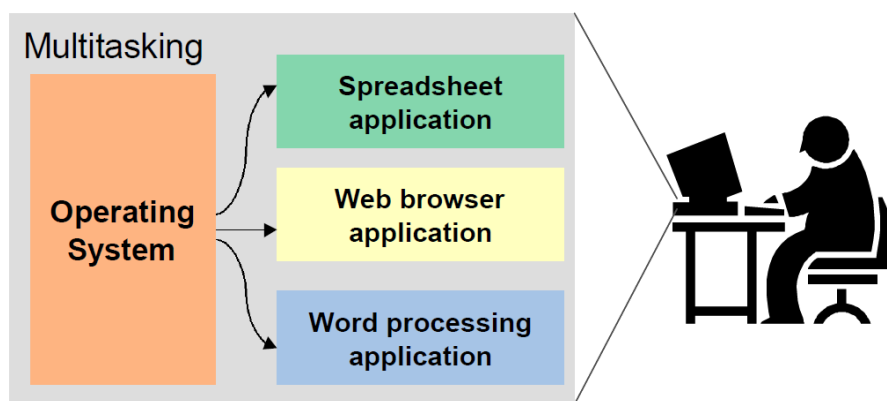 Multitasking
Operating
System
Spreadsheet
application
Web browser
application
Word processing
application